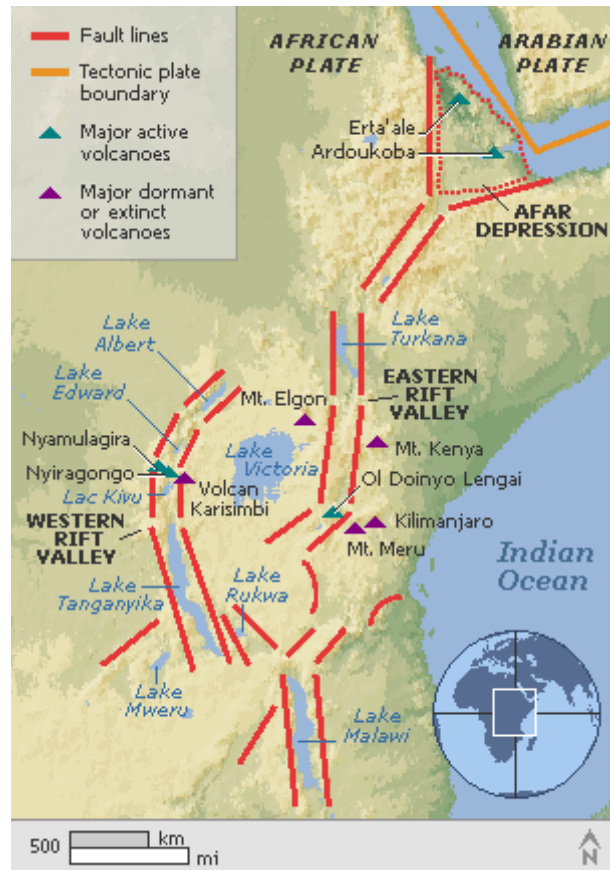 Fault lines
Tectonic plate
boundary
Major active
volcanoes
Major dormant
or extinct
volcanoes
AFRICAN
PLATE
ARABIAN
PLATE
Erta'ale
Ardoukoba
AFAR
DEPRESSION
Lake
Albert
Lake
Turkana
Lake
Edward
EASTERN
RIFT
VALLEY
Mt. Elgon
Nyamulagira
Lake
Victoria
Mt. Kenya
Nyiragongo
Ol Doinyo Lengai
Lac Kivu
Volcan
Karisimbi
WESTERN
RIFT
VALLEY
Kilimanjaro
Mt. Meru
Indian
Ocean
Lake
Tanganyika
Lake
Rukwa
Lake
Mweru
Lake
Malawi
500
km
mi
N